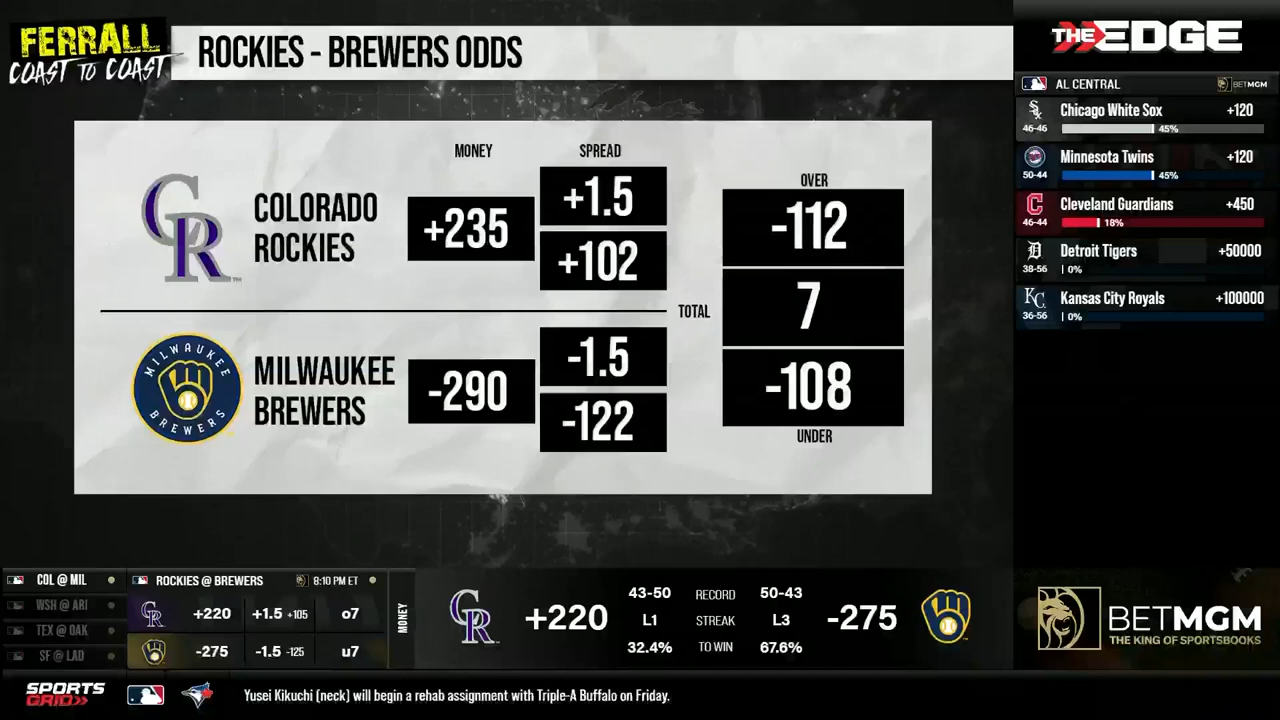 FERRALL
COAST TO COAST
ROCKIES - BREWERS ODDS
MONEY
SPREAD
COLORADO
ROCKIES
+235
+1.5
+102
MILWAUKEE
BREWERS
MILWAUKEE
BREWERS
-290
-1.5
-122
TOTAL
OVER
-112
7
-108
UNDER
THE EDGE
AL CENTRAL
BETMGM
Chicago White Sox +120
46-46 45%
Minnesota Twins +120
50-44 45%
Cleveland Guardians +450
46-44 18%
Detroit Tigers +50000
38-56 0%
Kansas City Royals +100000
36-56 0%
COL @ MIL
WSH @ ARI
TEX @ OAK
SF @ LAD
ROCKIES @ BREWERS 8:10 PM ET
+220 +1.5 +105 o7
-275 -1.5 -125 u7
MONEY
+220
43-50 RECORD 50-43
L1 STREAK L3
32.4% TO WIN 67.6%
-275
BETMGM
THE KING OF SPORTSBOOKS
SPORTS
GRID
Yusei Kikuchi (neck) will begin a rehab assignment with Triple-A Buffalo on Friday.